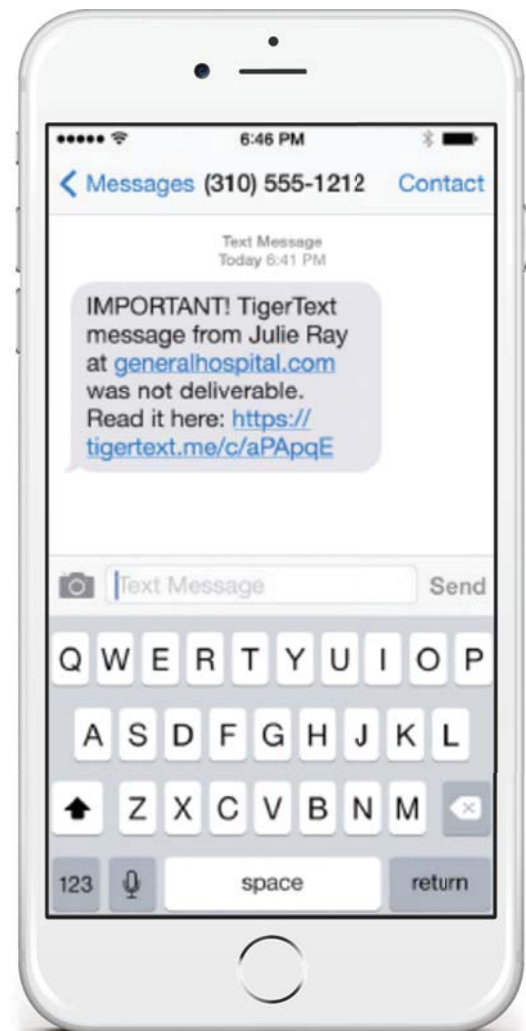 6:46 PM
Messages (310) 555-1212 Contact
Text Message
Today 6:41 PM
IMPORTANT! TigerText
message from Julie Ray
at generalhospital.com
was not deliverable.
Read it here: https://
tigertext.me/c/aPApqE
Text Message Send
Q W E R T Y U I O P
A S D F G H J K L
Z X C V B N M
123 space return